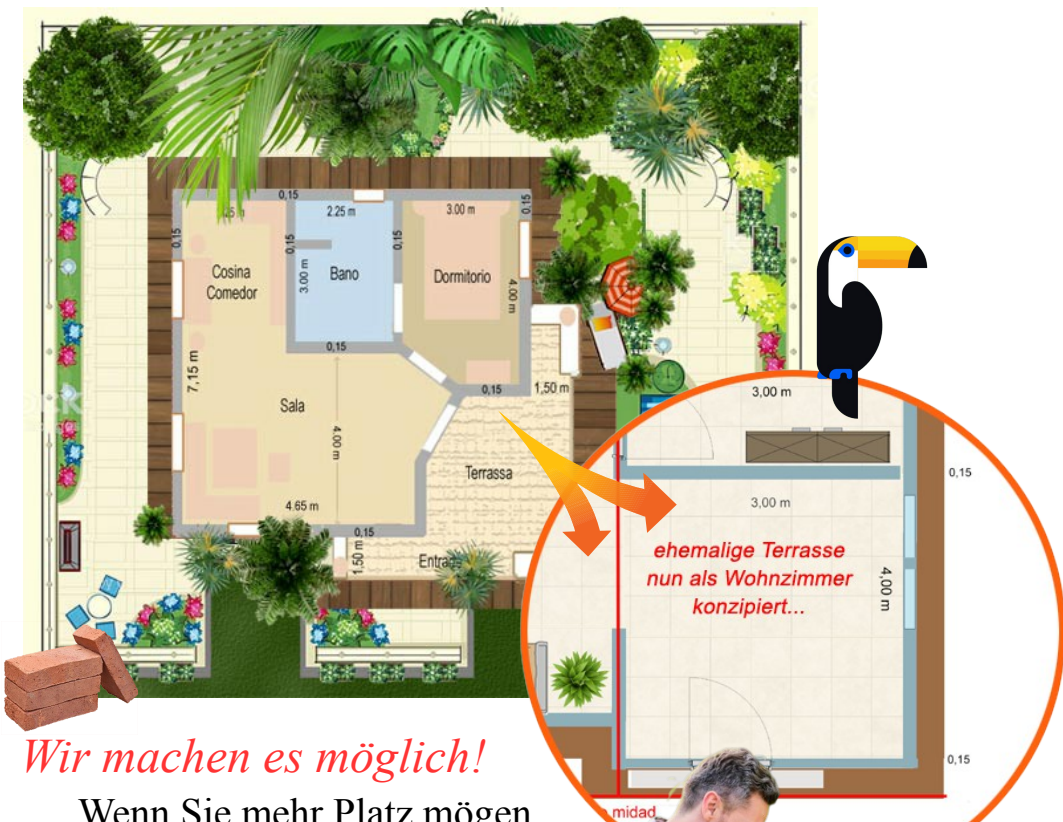 0,15
2.25 m
3.00 m
0,15
0,15
0,15
0,15
Cosina
Comedor
3.00 m
Bano
Dormitorio
4.00 m
0,15
7,15 m
0,15
1,50 m
Sala
4.00 m
Terrassa
4.65 m
0,15
1,50 m
3,00 m
0,15
3,00 m
ehemalige Terrasse
nun als Wohnzimmer
konzipiert...
4,00 m
0,15
midad
Wir machen es möglich!
Wenn Sie mehr Platz mögen